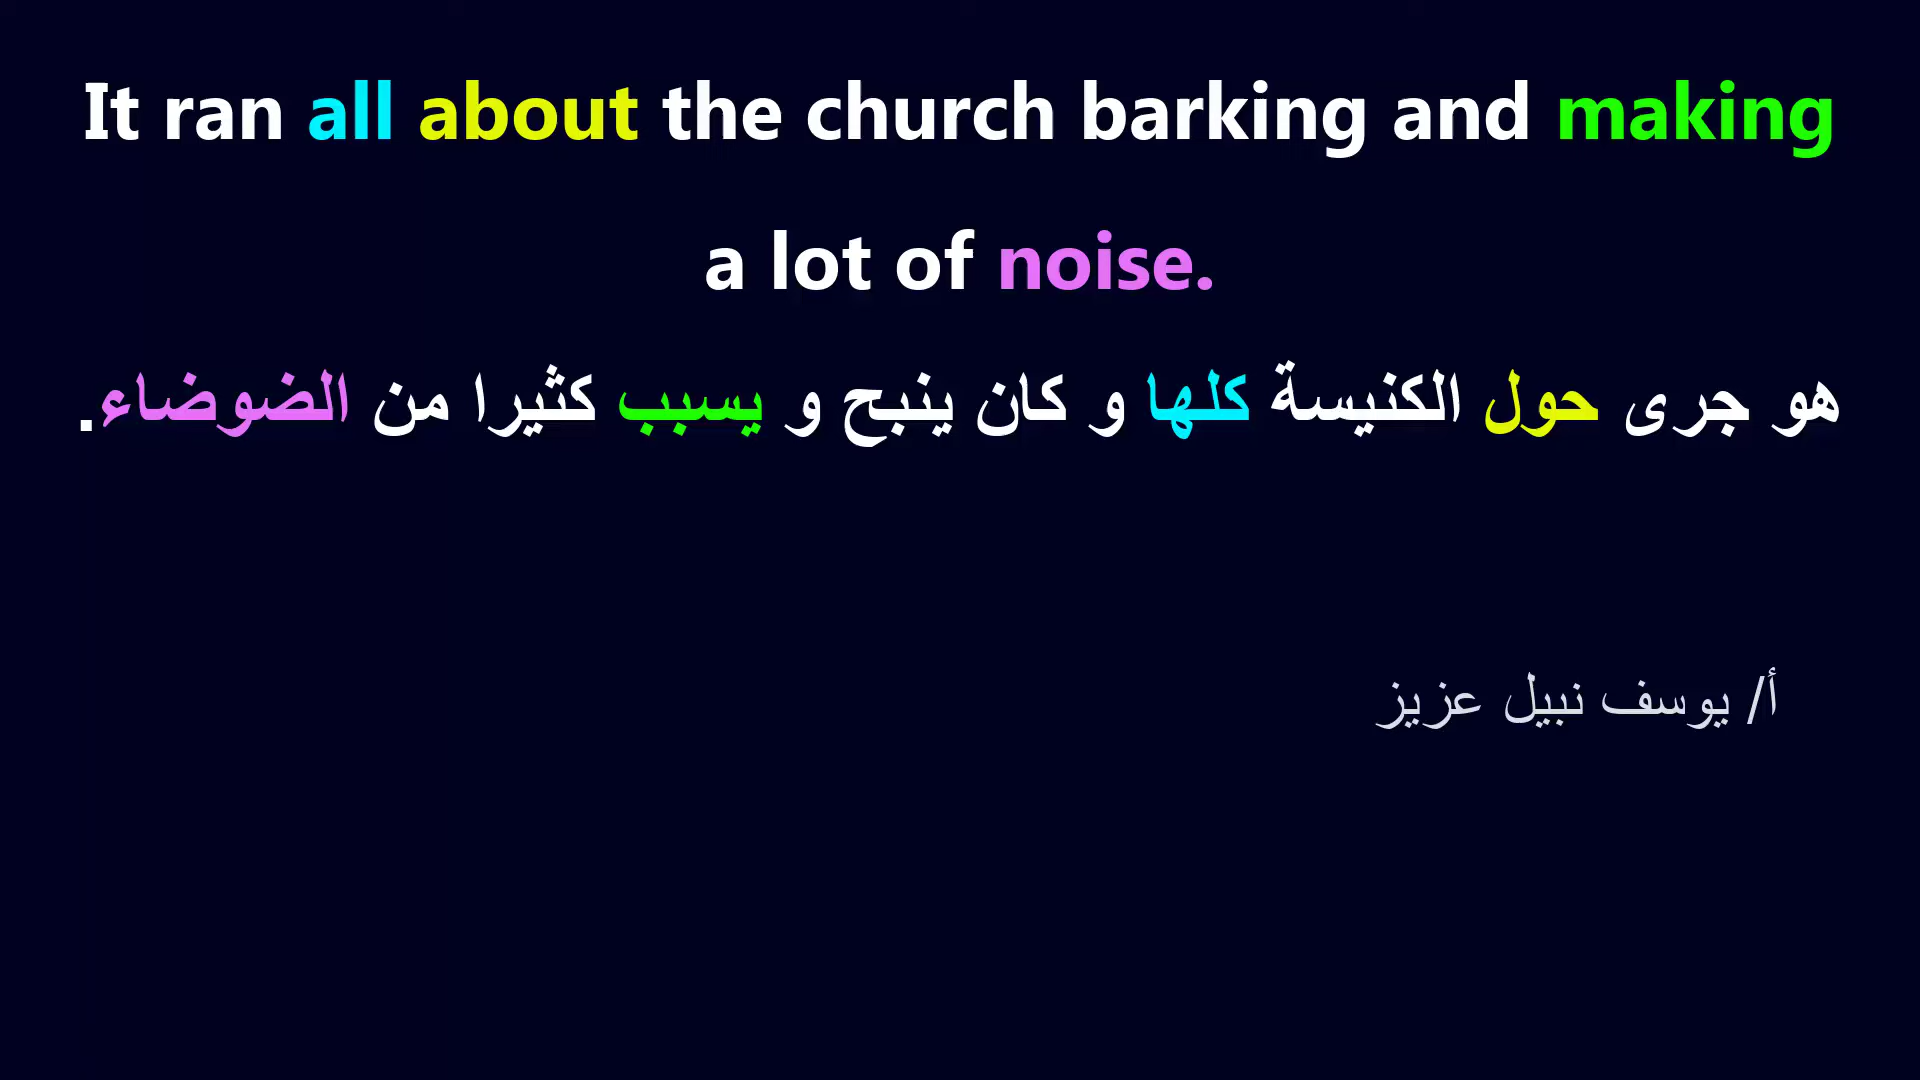 It ran all about the church barking and making
a lot of noise.
هو جرى حول الكنيسة كلها و كان ينبح و يسبب كثيرا من الضوضاء.
أ/ يوسف نبيل عزيز